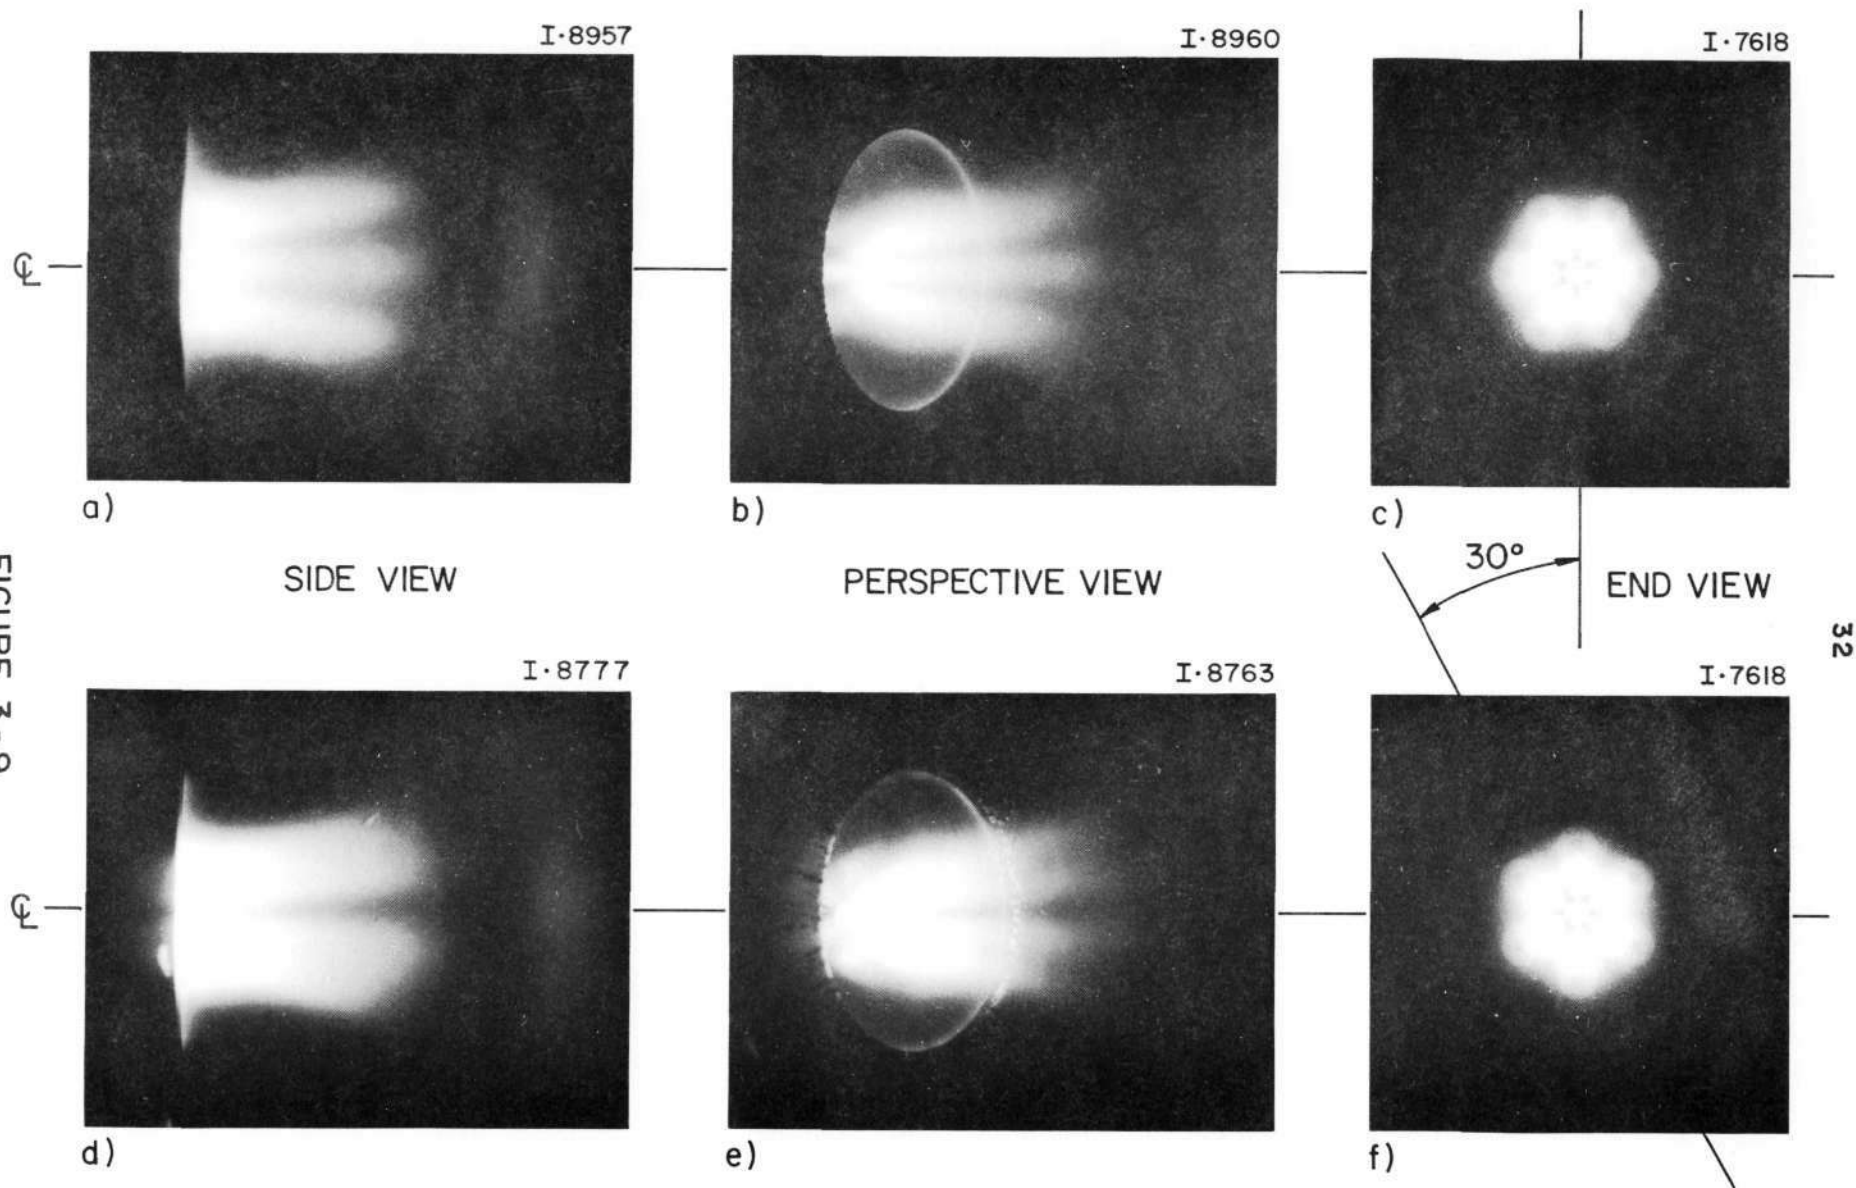 I·8957
I·8960
I·7618
℄
a)
b)
c)
30°
SIDE VIEW
PERSPECTIVE VIEW
END VIEW
32
I·8777
I·8763
I·7618
℄
d)
e)
f)